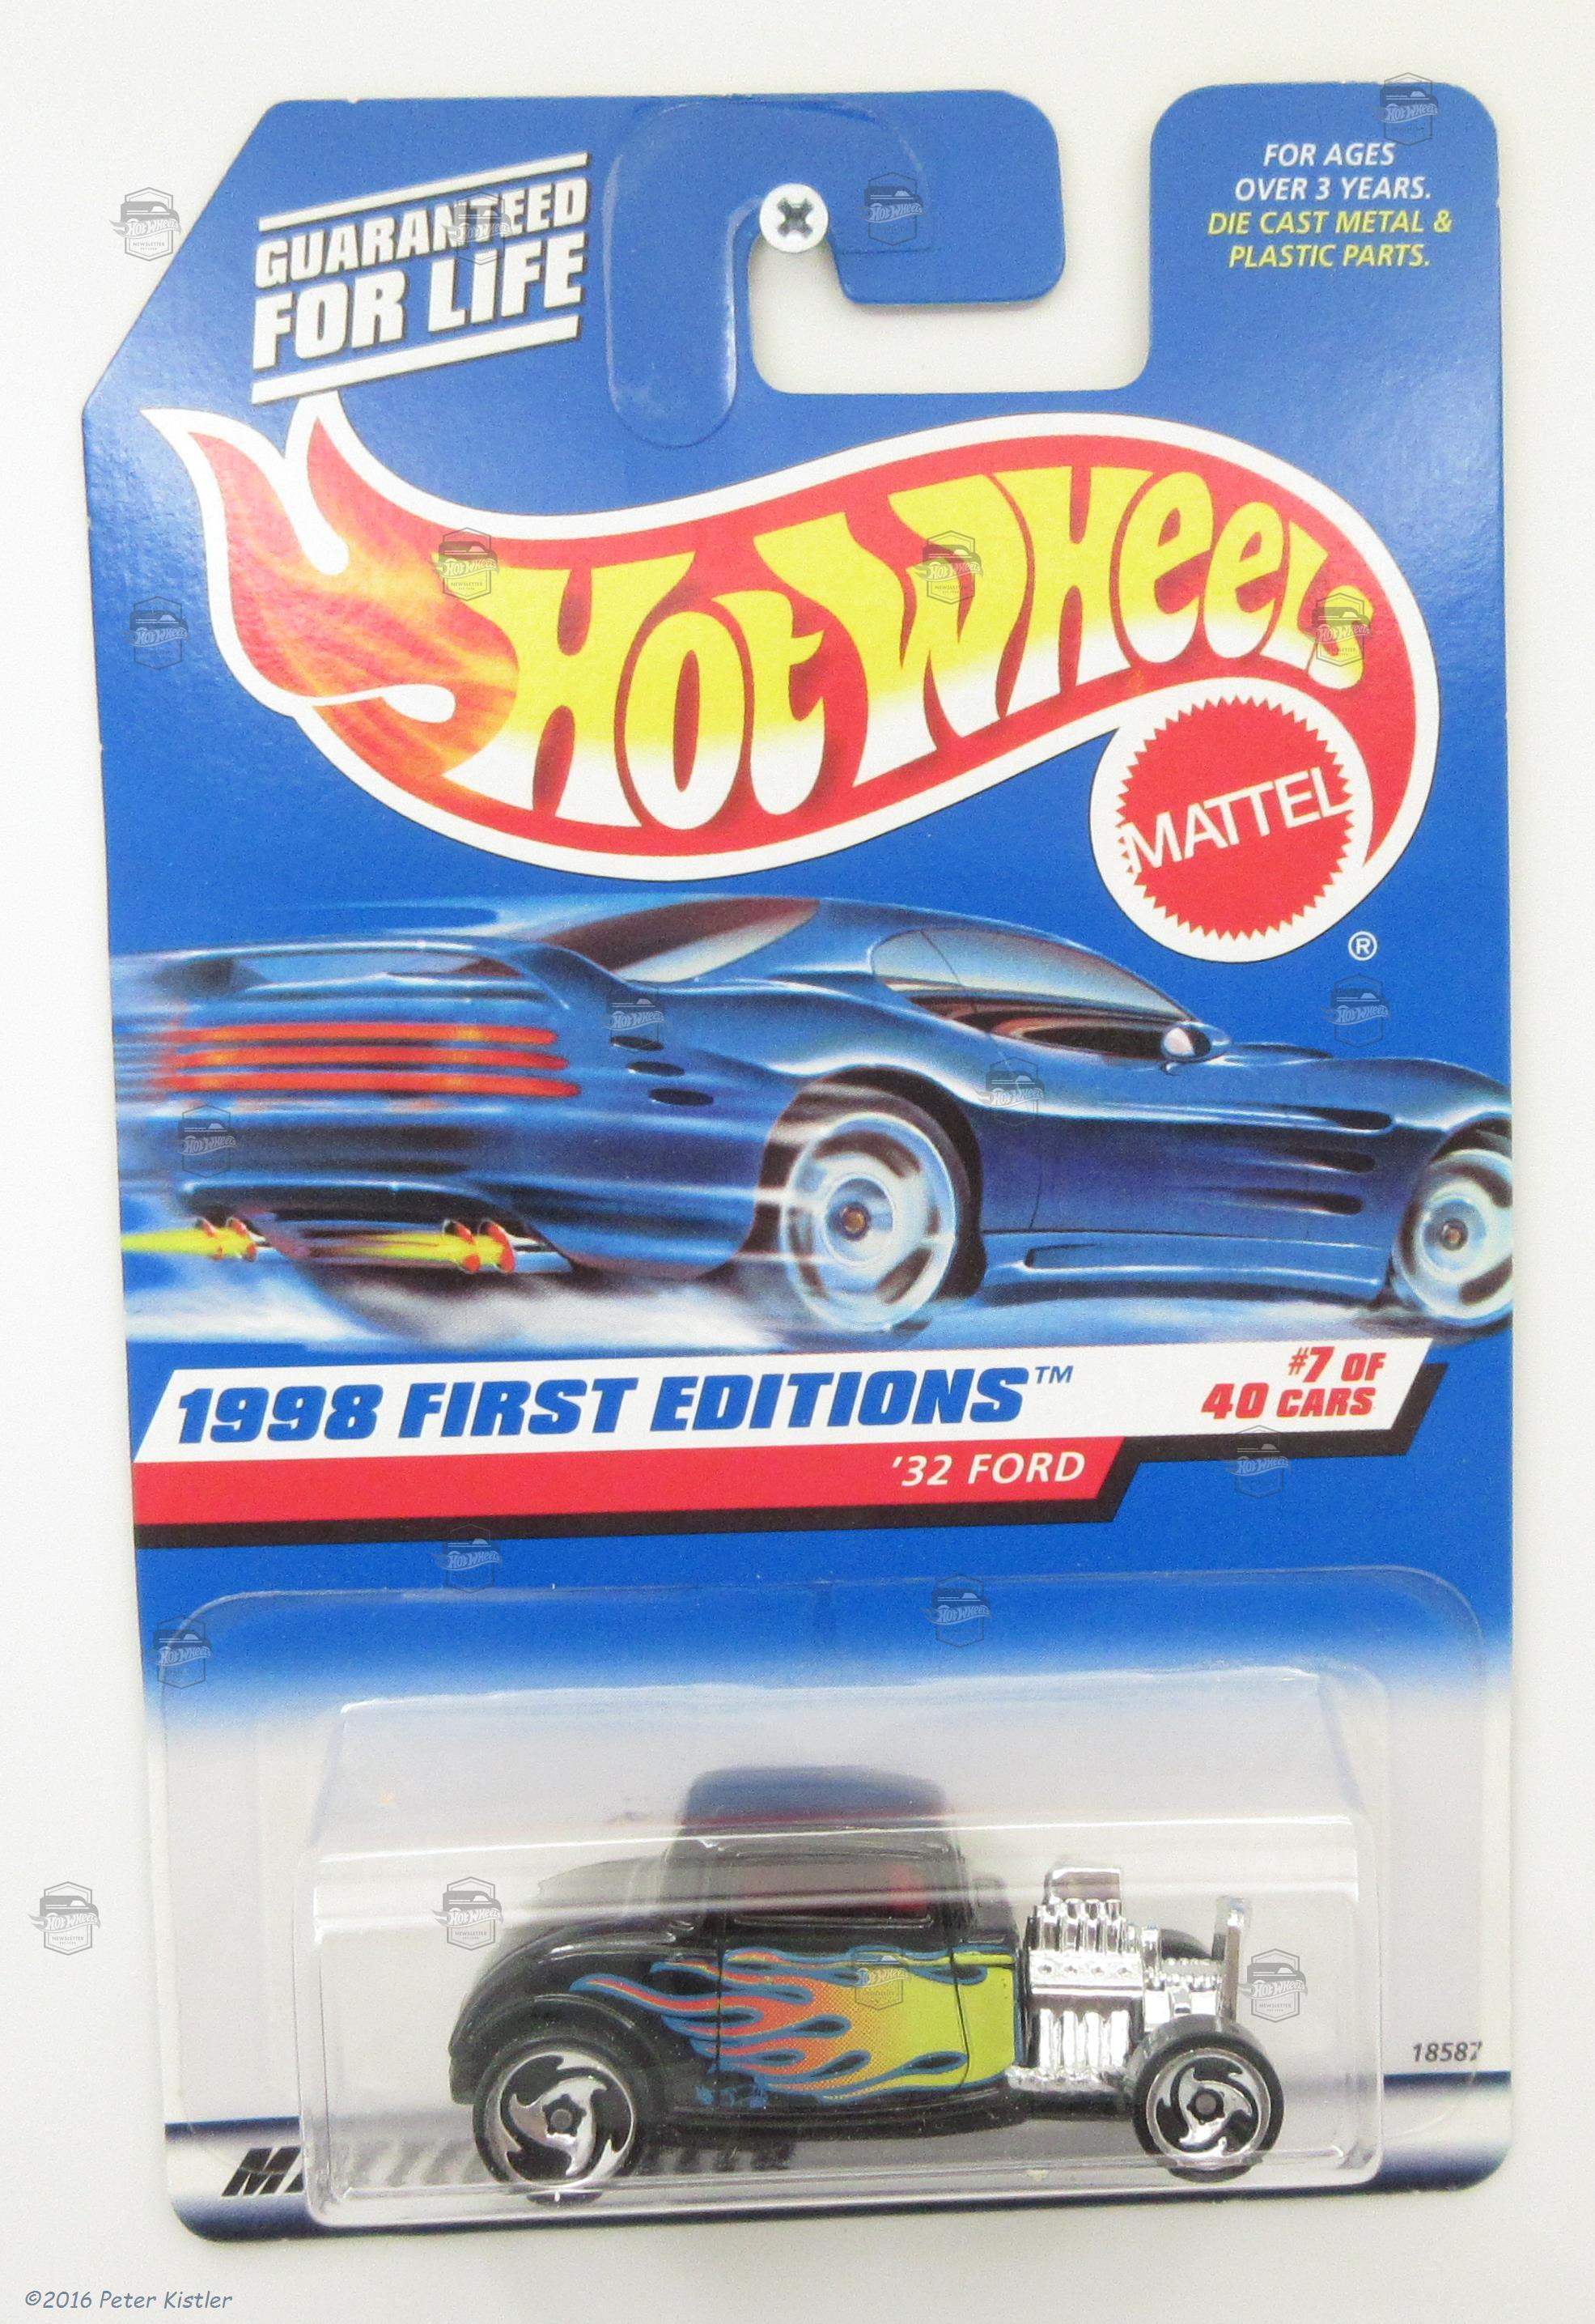 GUARANTEED
FOR LIFE
FOR AGES
OVER 3 YEARS.
DIE CAST METAL &
PLASTIC PARTS.
Hot Wheels
MATTEL
®
1998 FIRST EDITIONS™
#7 OF
40 CARS
'32 FORD
18587
©2016 Peter Kistler